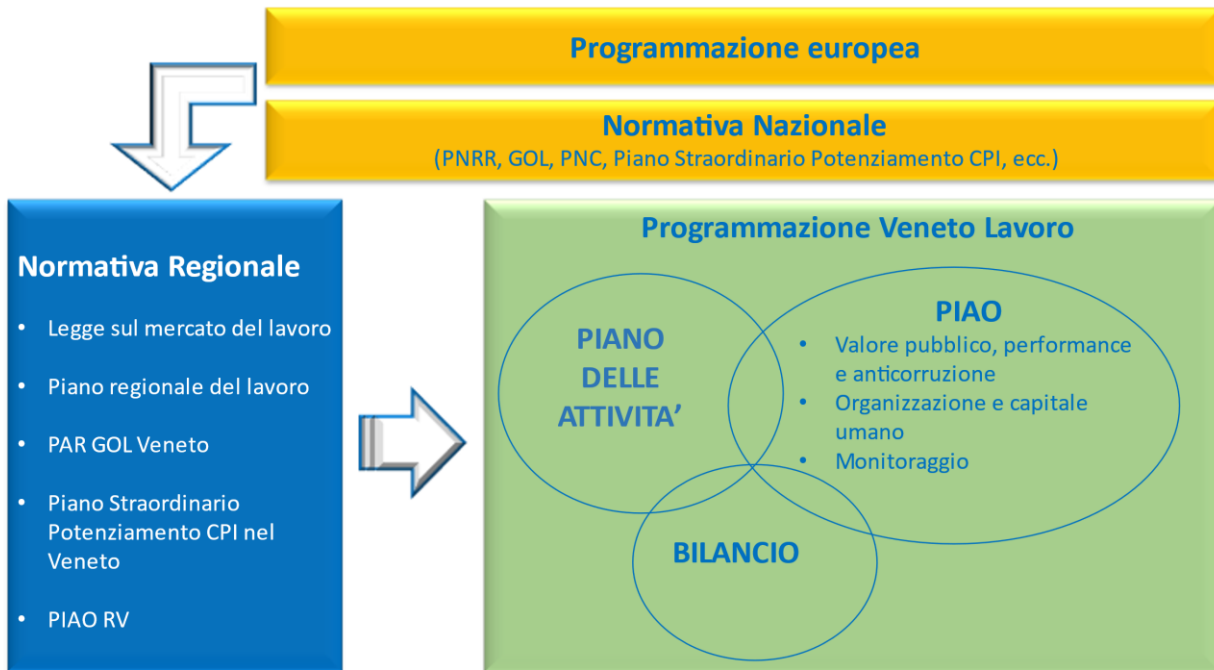 Programmazione europea
Normativa Nazionale
(PNRR, GOL, PNC, Piano Straordinario Potenziamento CPI, ecc.)
Normativa Regionale
• Legge sul mercato del lavoro
• Piano regionale del lavoro
• PAR GOL Veneto
• Piano Straordinario
Potenziamento CPI nel
Veneto
• PIAO RV
Programmazione Veneto Lavoro
PIANO
DELLE
ATTIVITA’
PIAO
• Valore pubblico, performance
e anticorruzione
• Organizzazione e capitale
umano
• Monitoraggio
BILANCIO